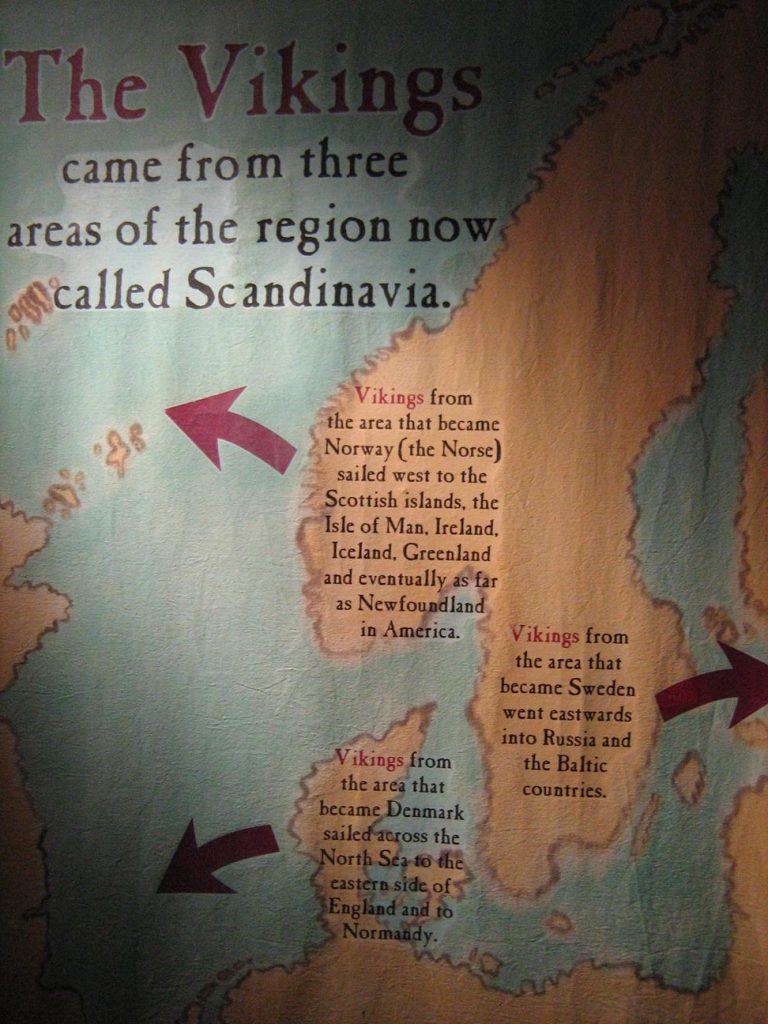 The Vikings
came from three
areas of the region now
called Scandinavia.
Vikings from
the area that became
Norway (the Norse)
sailed west to the
Scottish islands, the
Isle of Man, Ireland,
Iceland, Greenland
and eventually as far
as Newfoundland
in America.
Vikings from
the area that
became Sweden
went eastwards
into Russia and
the Baltic
countries.
Vikings from
the area that
became Denmark
sailed across the
North Sea to the
eastern side of
England and to
Normandy.